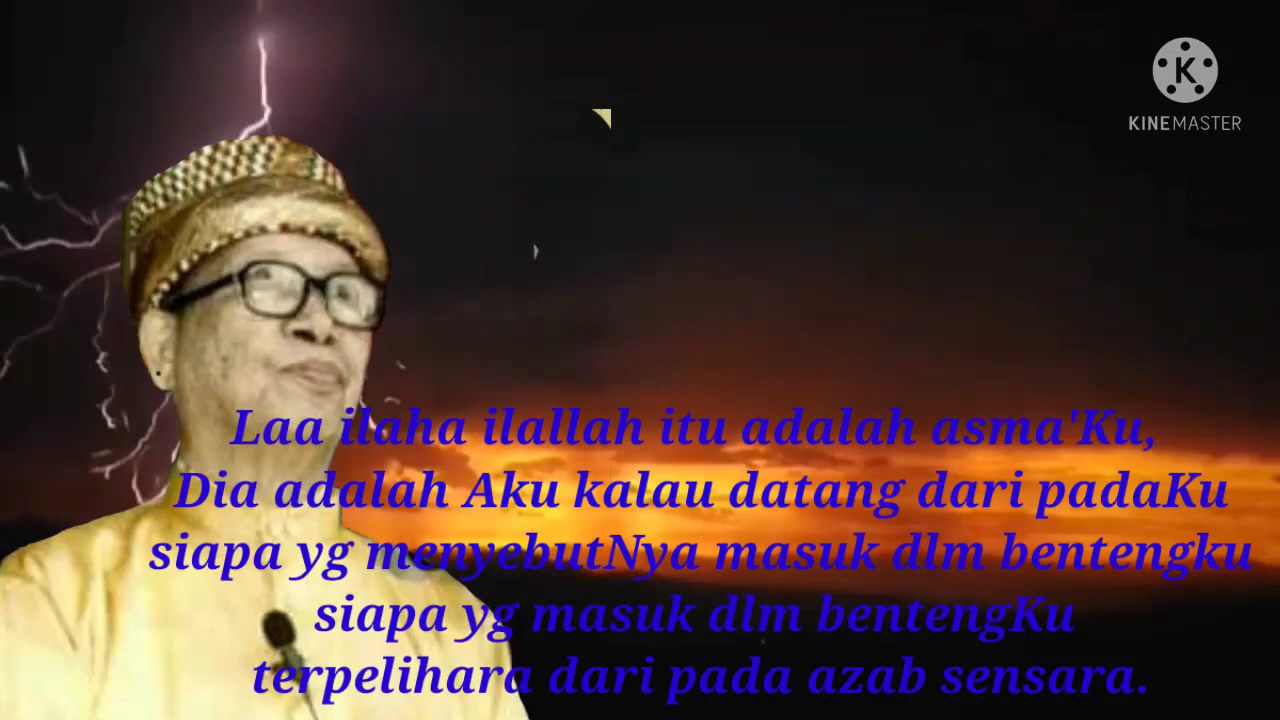 KINEMASTER
Laa ilaha ilallah itu adalah asma'Ku,
Dia adalah Aku kalau datang dari padaKu
siapa yg menyebutNya masuk dlm bentengku
siapa yg masuk dlm bentengKu
terpelihara dari pada azab sensara.